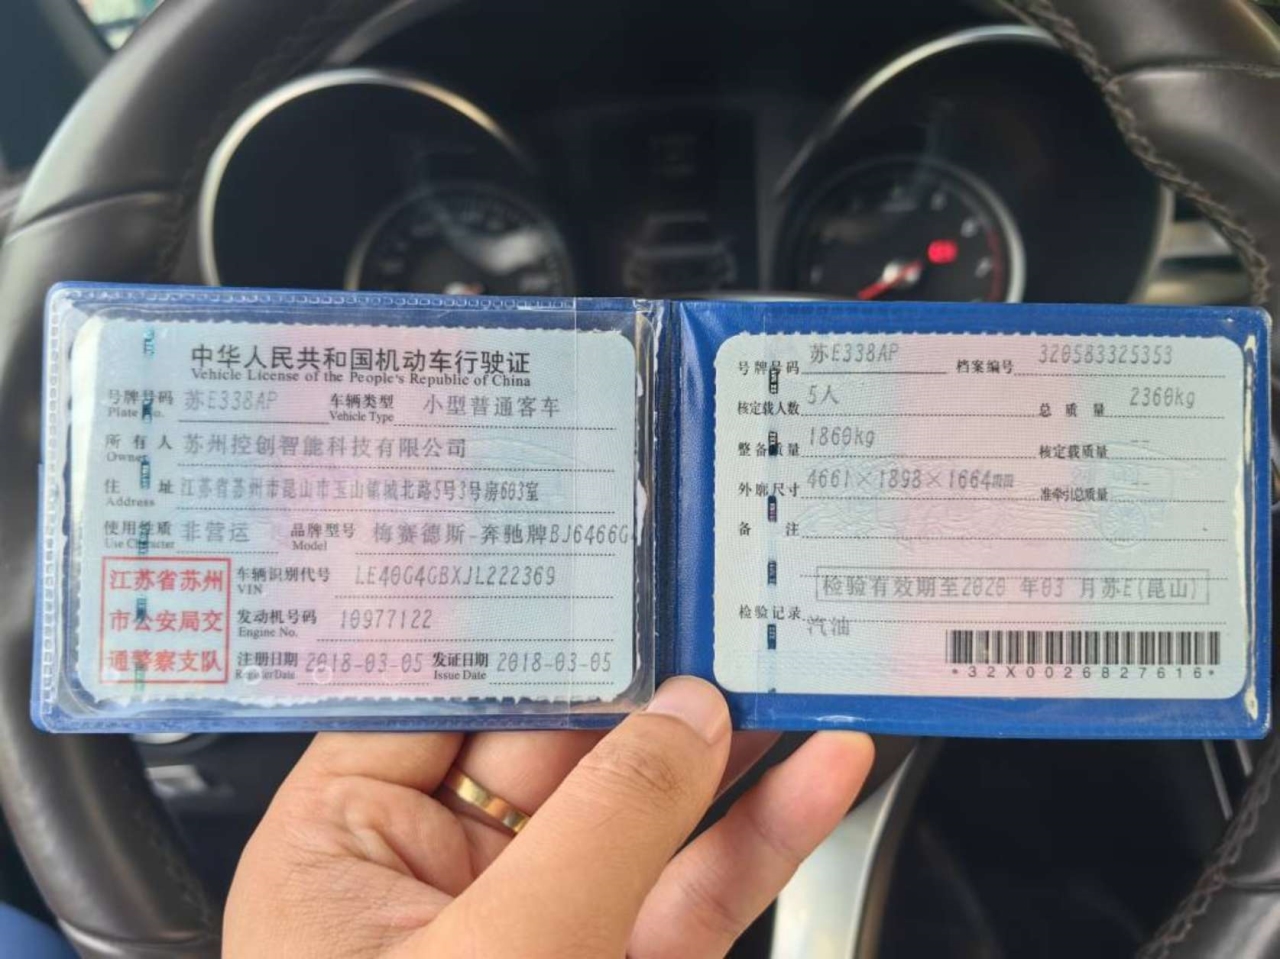 中华人民共和国机动车行驶证
Vehicle License of the People's Republic of China
号牌号码 苏E338AP 车辆类型 小型普通客车
Plate No. Vehicle Type
所有人 苏州控创智能科技有限公司
Owner
住址 江苏省苏州市昆山市玉山镇城北路5号3号房603室
Address
使用性质 非营运 品牌型号 梅赛德斯-奔驰牌BJ6466G
Use Character Model
江苏省苏州
市公安局交
通警察支队
车辆识别代号 LE40G4GBXJL222369
VIN
发动机号码 10977122
Engine No.
注册日期 2018-03-05 发证日期 2018-03-05
Register Date Issue Date
号牌号码 苏E338AP 档案编号 320583325353
核定载人数 5人 总质量 2360kg
整备质量 1860kg 核定载质量 --
外廓尺寸 4661×1898×1664mm 准牵引总质量 --
备注
检验有效期至2020 年03 月苏E(昆山)
检验记录
汽油
*32X0026827616*